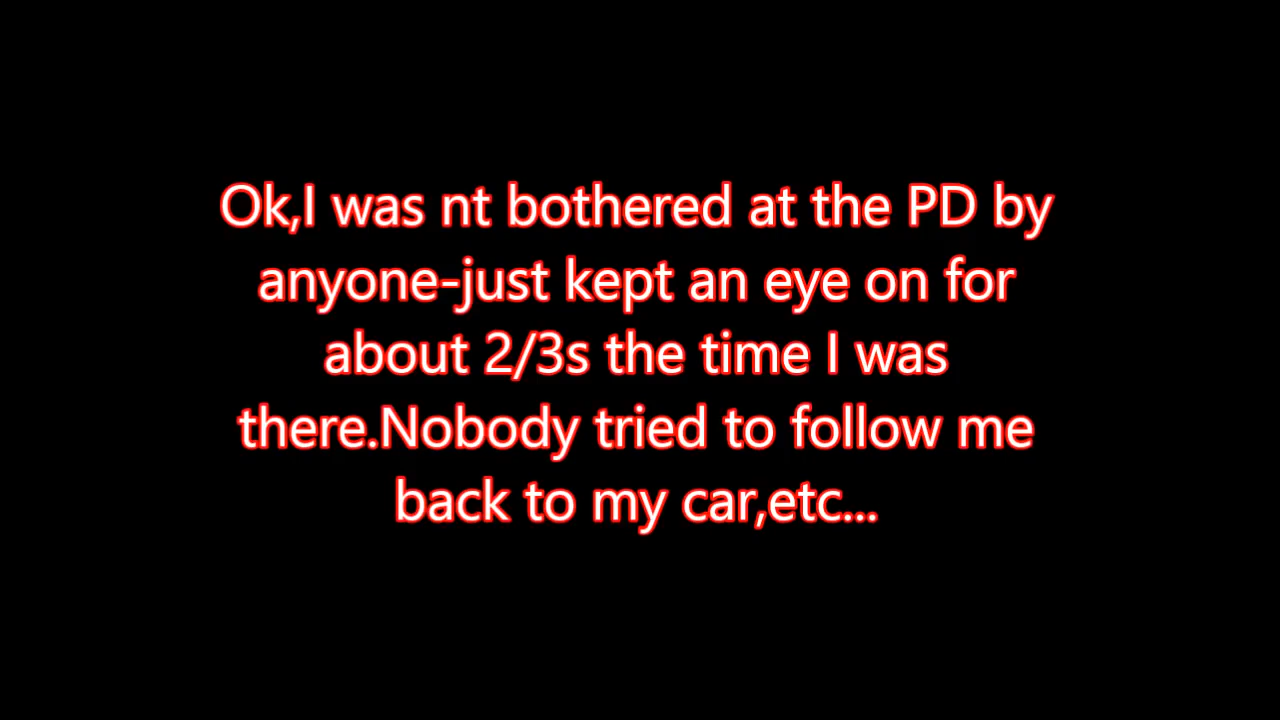 Ok,I was nt bothered at the PD by
anyone-just kept an eye on for
about 2/3s the time I was
there.Nobody tried to follow me
back to my car,etc...